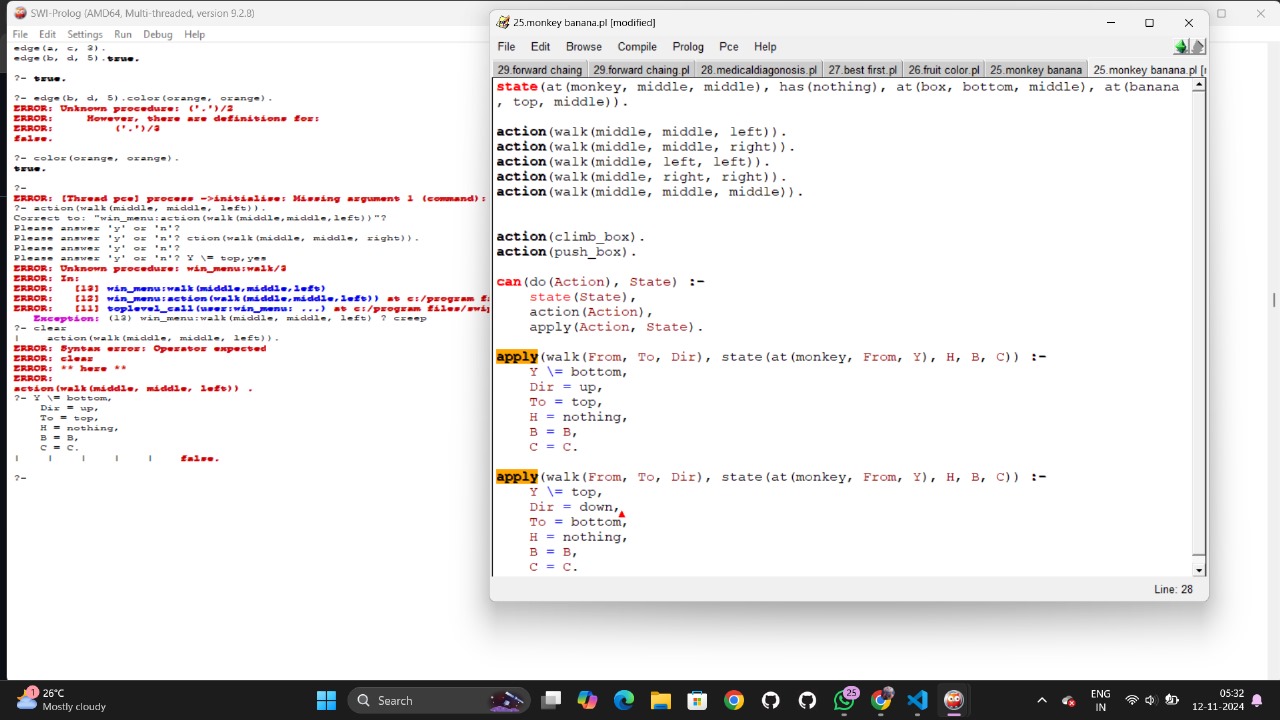 SWI-Prolog (AMD64, Multi-threaded, version 9.2.8)
File Edit Settings Run Debug Help
edge(a, c, 3).
edge(b, d, 5).true.
?- true.
?- edge(b, d, 5).color(orange, orange).
ERROR: Unknown procedure: ('.')/2
ERROR:     However, there are definitions for:
ERROR:         ('.')/3
false.
?- color(orange, orange).
true.
?-
ERROR: [Thread pce] process ->initialise: Missing argument 1 (command):
?- action(walk(middle, middle, left)).
Correct to: "win_menu:action(walk(middle,middle,left))"?
Please answer 'y' or 'n'?
Please answer 'y' or 'n'? ction(walk(middle, middle, right)).
Please answer 'y' or 'n'?
Please answer 'y' or 'n'? Y \= top,yes
ERROR: Unknown procedure: win_menu:walk/3
ERROR: In:
ERROR:   [13] win_menu:walk(middle,middle,left)
ERROR:   [12] win_menu:action(walk(middle,middle,left)) at c:/program f
ERROR:   [11] toplevel_call(user:win_menu: ...) at c:/program files/swip
Exception: (13) win_menu:walk(middle, middle, left) ? creep
?- clear
|    action(walk(middle, middle, left)).
ERROR: Syntax error: Operator expected
ERROR: clear
ERROR: ** here **
ERROR:
action(walk(middle, middle, left)) .
?- Y \= bottom,
Dir = up,
To = top,
H = nothing,
B = B,
C = C.
|    |    |    |    |    false.
?-
25.monkey banana.pl [modified]
File Edit Browse Compile Prolog Pce Help
29.forward chaing 29.forward chaing.pl 28.medicaldiagonosis.pl 27.best first.pl 26.fruit color.pl 25.monkey banana 25.monkey banana.pl [r
state(at(monkey, middle, middle), has(nothing), at(box, bottom, middle), at(banana
, top, middle)).
action(walk(middle, middle, left)).
action(walk(middle, middle, right)).
action(walk(middle, left, left)).
action(walk(middle, right, right)).
action(walk(middle, middle, middle)).
action(climb_box).
action(push_box).
can(do(Action), State) :-
state(State),
action(Action),
apply(Action, State).
apply(walk(From, To, Dir), state(at(monkey, From, Y), H, B, C)) :-
Y \= bottom,
Dir = up,
To = top,
H = nothing,
B = B,
C = C.
apply(walk(From, To, Dir), state(at(monkey, From, Y), H, B, C)) :-
Y \= top,
Dir = down,
To = bottom,
H = nothing,
B = B,
C = C.
Line: 28
1
26°C
Mostly cloudy
Search
25
ENG
IN
05:32
12-11-2024